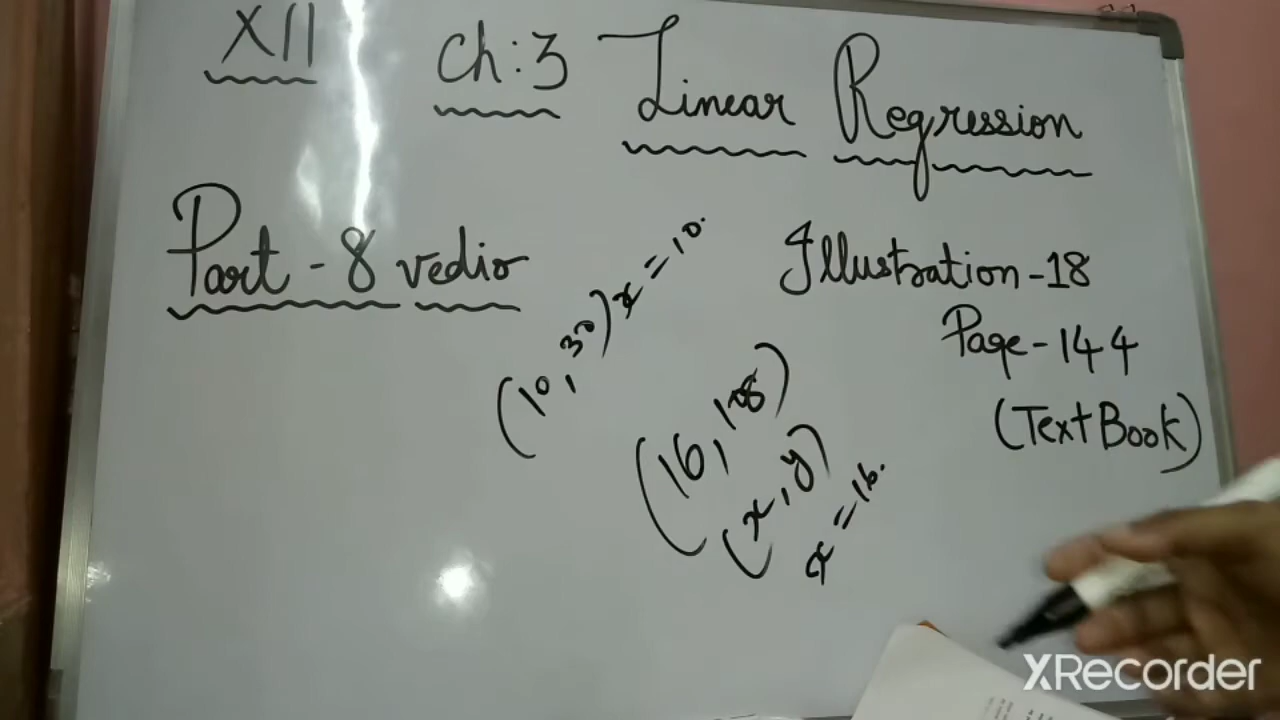 XII Ch:3 Linear Regression
Part - 8 vedio
Illustration - 18
Page - 144
(Text Book)
(10, 30) x = 10.
(16, 108)
(x, y)
x = 16.
XRecorder